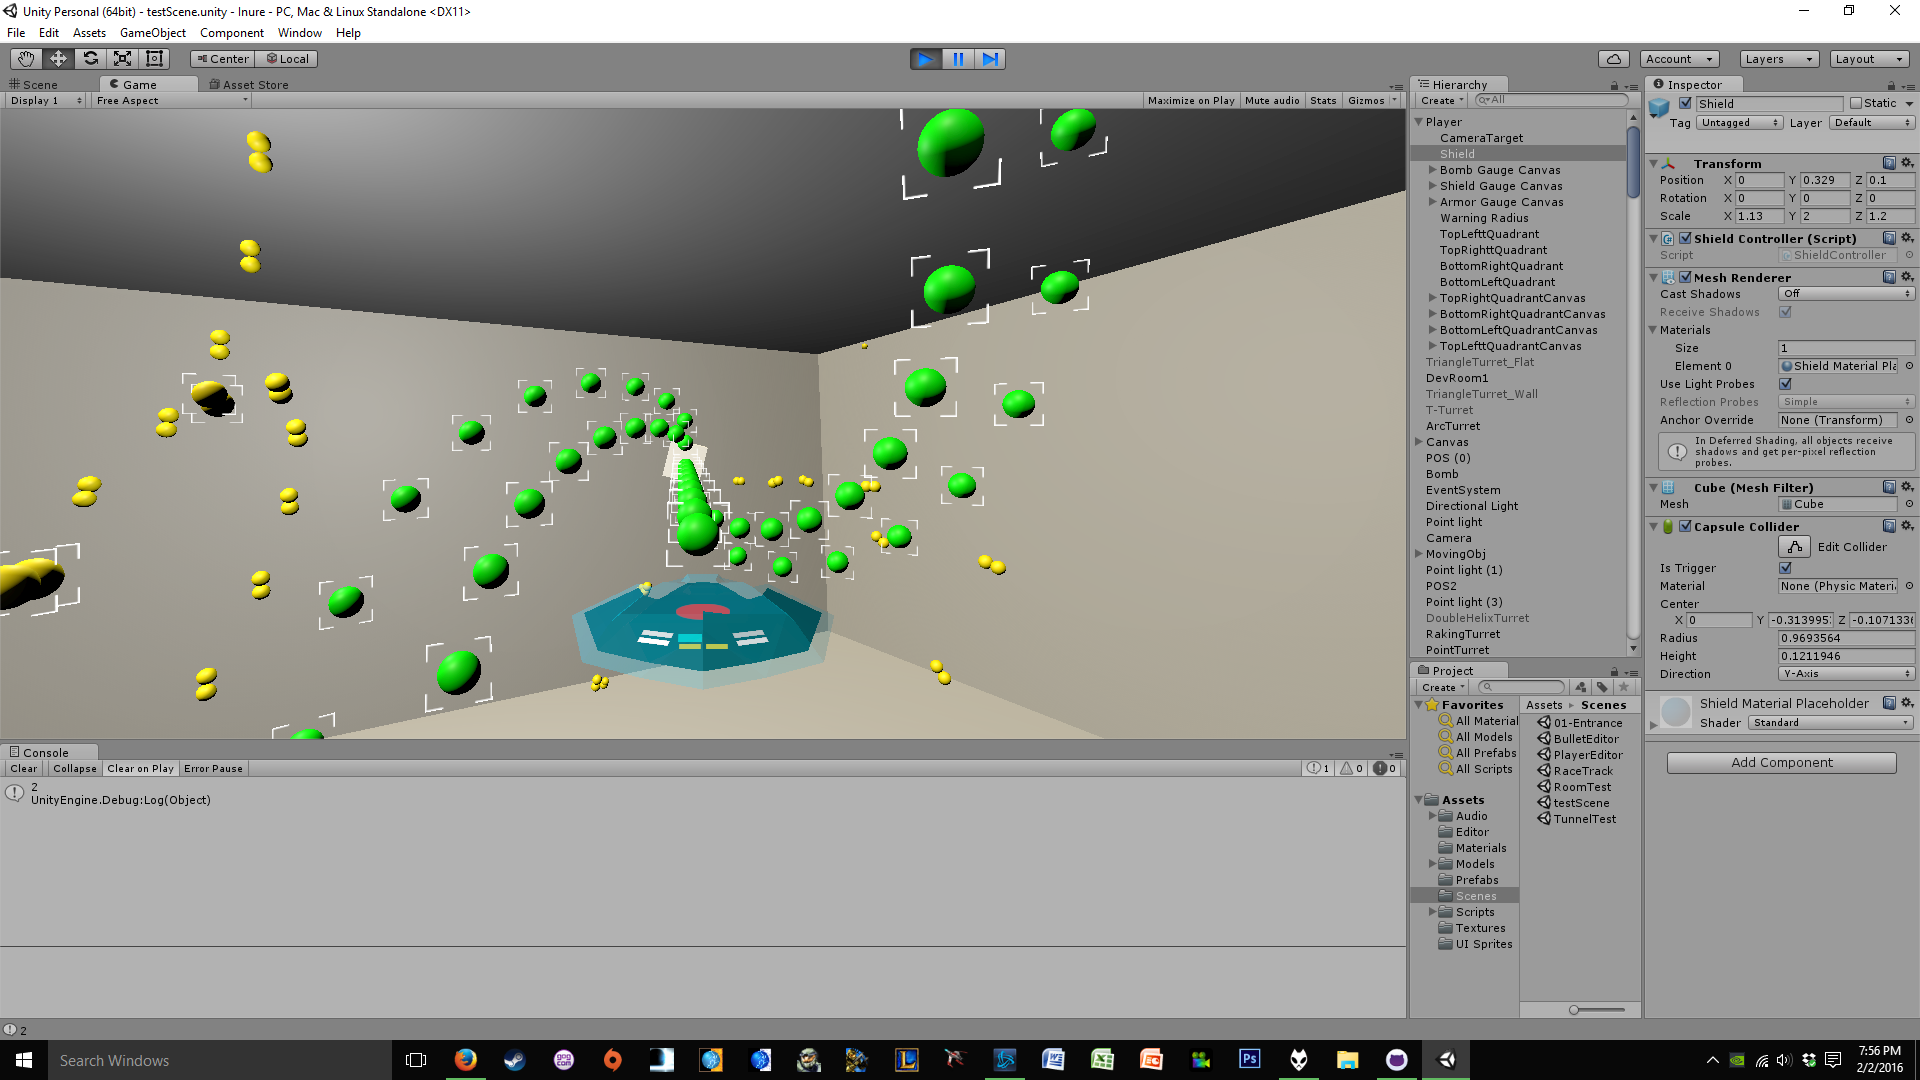 Unity Personal (64bit) - testScene.unity - Inure - PC, Mac & Linux Standalone <DX11>
File Edit Assets GameObject Component Window Help
Center Local Account Layers Layout
Scene Game Asset Store
Display 1 Free Aspect Maximize on Play Mute audio Stats Gizmos
Hierarchy
Create All
Player
CameraTarget
Shield
Bomb Gauge Canvas
Shield Gauge Canvas
Armor Gauge Canvas
Warning Radius
TopLefttQuadrant
TopRighttQuadrant
BottomRightQuadrant
BottomLeftQuadrant
TopRightQuadrantCanvas
BottomRightQuadrantCanvas
BottomLeftQuadrantCanvas
TopLefttQuadrantCanvas
TriangleTurret_Flat
DevRoom1
TriangleTurret_Wall
T-Turret
ArcTurret
Canvas
POS (0)
Bomb
EventSystem
Directional Light
Point light
Camera
MovingObj
Point light (1)
POS2
Point light (3)
DoubleHelixTurret
RakingTurret
PointTurret
Inspector
Shield Static
Tag Untagged Layer Default
Transform
Position X 0 Y 0.329 Z 0.1
Rotation X 0 Y 0 Z 0
Scale X 1.13 Y 2 Z 1.2
Shield Controller (Script)
Script ShieldController
Mesh Renderer
Cast Shadows Off
Receive Shadows
Materials
Size 1
Element 0 Shield Material Pla
Use Light Probes
Reflection Probes Simple
Anchor Override None (Transform)
In Deferred Shading, all objects receive
shadows and get per-pixel reflection
probes.
Cube (Mesh Filter)
Mesh Cube
Capsule Collider
Edit Collider
Is Trigger
Material None (Physic Materi
Center
X 0 Y -0.313995 Z -0.1071336
Radius 0.9693564
Height 0.1211946
Direction Y-Axis
Shield Material Placeholder
Shader Standard
Add Component
Project
Create
Favorites
All Material
All Models
All Prefabs
All Scripts
Assets
Audio
Editor
Materials
Models
Prefabs
Scenes
Scripts
Textures
UI Sprites
Assets Scenes
01-Entrance
BulletEditor
PlayerEditor
RaceTrack
RoomTest
testScene
TunnelTest
Console
Clear Collapse Clear on Play Error Pause 1 0 0
2
UnityEngine.Debug:Log(Object)
2
Search Windows
7:56 PM
2/2/2016